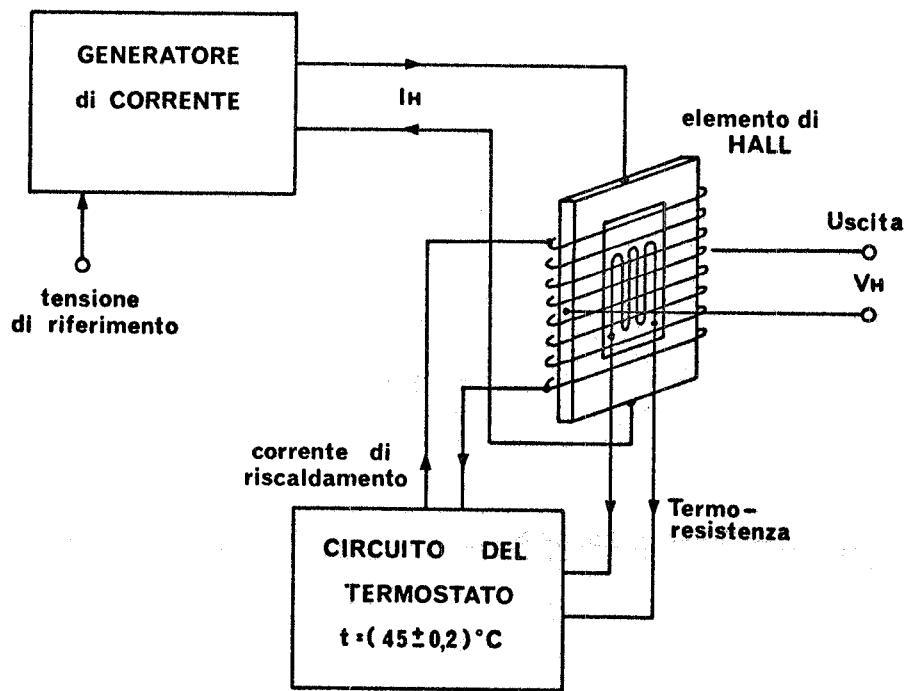 GENERATORE
di CORRENTE
IH
elemento di
HALL
Uscita
VH
tensione
di riferimento
corrente di
riscaldamento
Termo-
resistenza
CIRCUITO DEL
TERMOSTATO
t=(45±0,2)°C